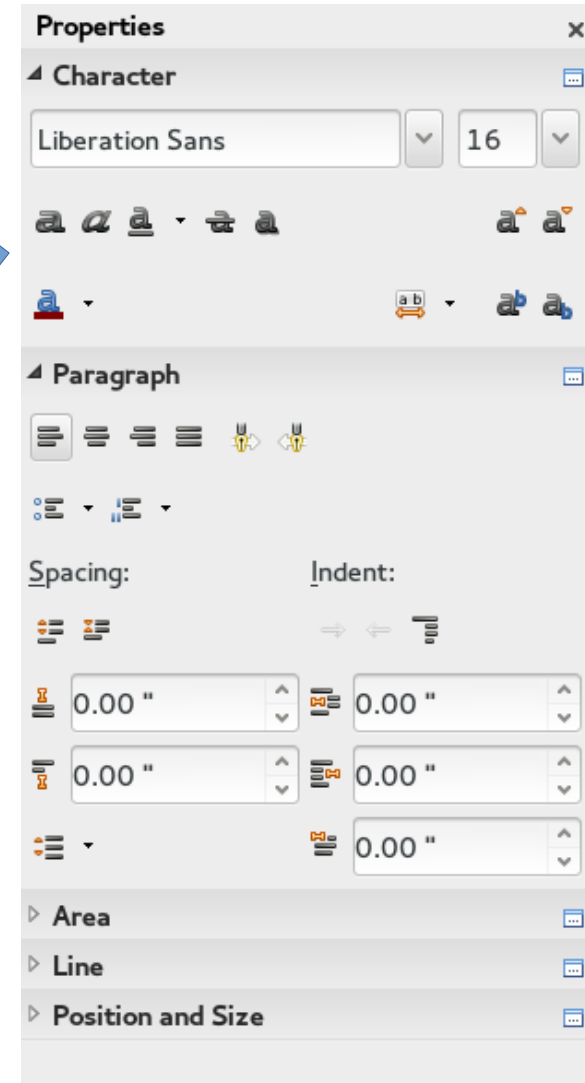 Properties
Character
Liberation Sans 16
Paragraph
Spacing: Indent:
0.00 " 0.00 "
0.00 " 0.00 "
0.00 "
Area
Line
Position and Size